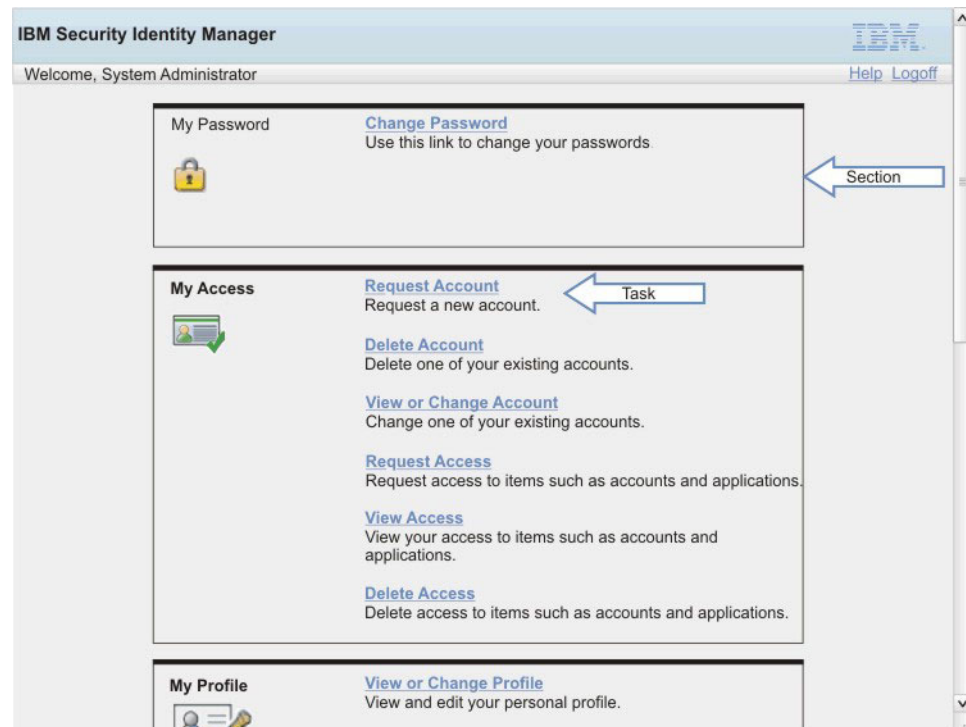 IBM Security Identity Manager
IBM.
Welcome, System Administrator
Help Logoff
My Password
Change Password
Use this link to change your passwords.
Section
My Access
Request Account
Request a new account.
Task
Delete Account
Delete one of your existing accounts.
View or Change Account
Change one of your existing accounts.
Request Access
Request access to items such as accounts and applications.
View Access
View your access to items such as accounts and
applications.
Delete Access
Delete access to items such as accounts and applications.
My Profile
View or Change Profile
View and edit your personal profile.